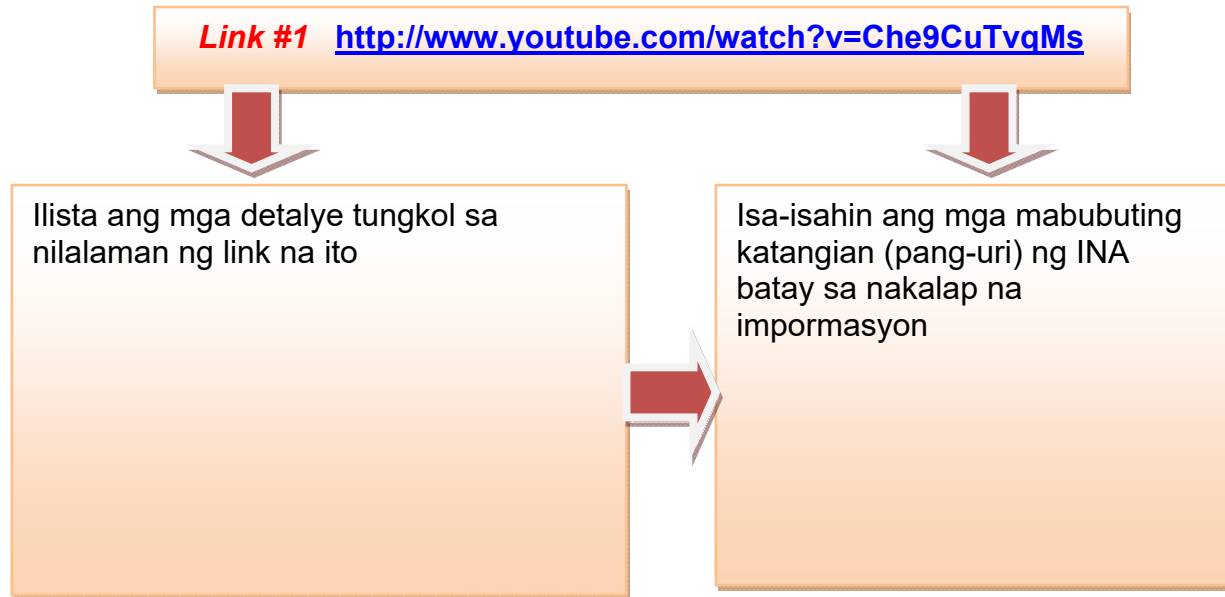 Link #1 http://www.youtube.com/watch?v=Che9CuTvqMs
Ilista ang mga detalye tungkol sa
nilalaman ng link na ito
Isa-isahin ang mga mabubuting
katangian (pang-uri) ng INA
batay sa nakalap na
impormasyon